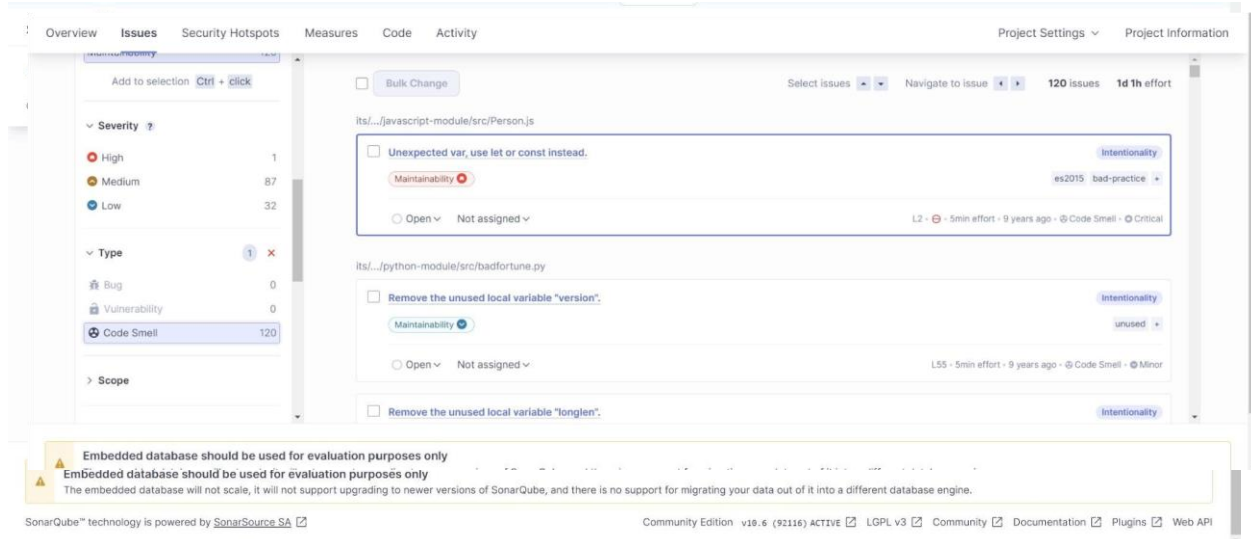 Overview Issues Security Hotspots Measures Code Activity Project Settings Project Information
Add to selection Ctrl + click
Severity ?
High 1
Medium 87
Low 32
Type 1 ×
Bug 0
Vulnerability 0
Code Smell 120
Scope
Bulk Change Select issues Navigate to issue 120 issues 1d 1h effort
its/.../javascript-module/src/Person.js
Unexpected var, use let or const instead. Intentionality
Maintainability es2015 bad-practice +
Open Not assigned L2 • 5min effort • 9 years ago • Code Smell • Critical
its/.../python-module/src/badfortune.py
Remove the unused local variable "version". Intentionality
Maintainability unused +
Open Not assigned L55 • 5min effort • 9 years ago • Code Smell • Minor
Remove the unused local variable "longlen". Intentionality
Embedded database should be used for evaluation purposes only
Embedded database should be used for evaluation purposes only
The embedded database will not scale, it will not support upgrading to newer versions of SonarQube, and there is no support for migrating your data out of it into a different database engine.
SonarQube™ technology is powered by SonarSource SA Community Edition v10.6 (92116) ACTIVE LGPL v3 Community Documentation Plugins Web API